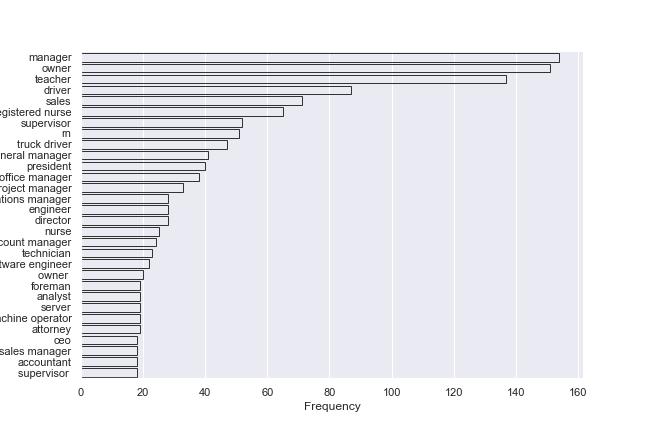 manager
owner
teacher
driver
sales
egistered nurse
supervisor
rn
truck driver
neral manager
president
office manager
roject manager
ations manager
engineer
director
nurse
count manager
technician
tware engineer
owner
foreman
analyst
server
achine operator
attorney
ceo
sales manager
accountant
supervisor
0 20 40 60 80 100 120 140 160
Frequency